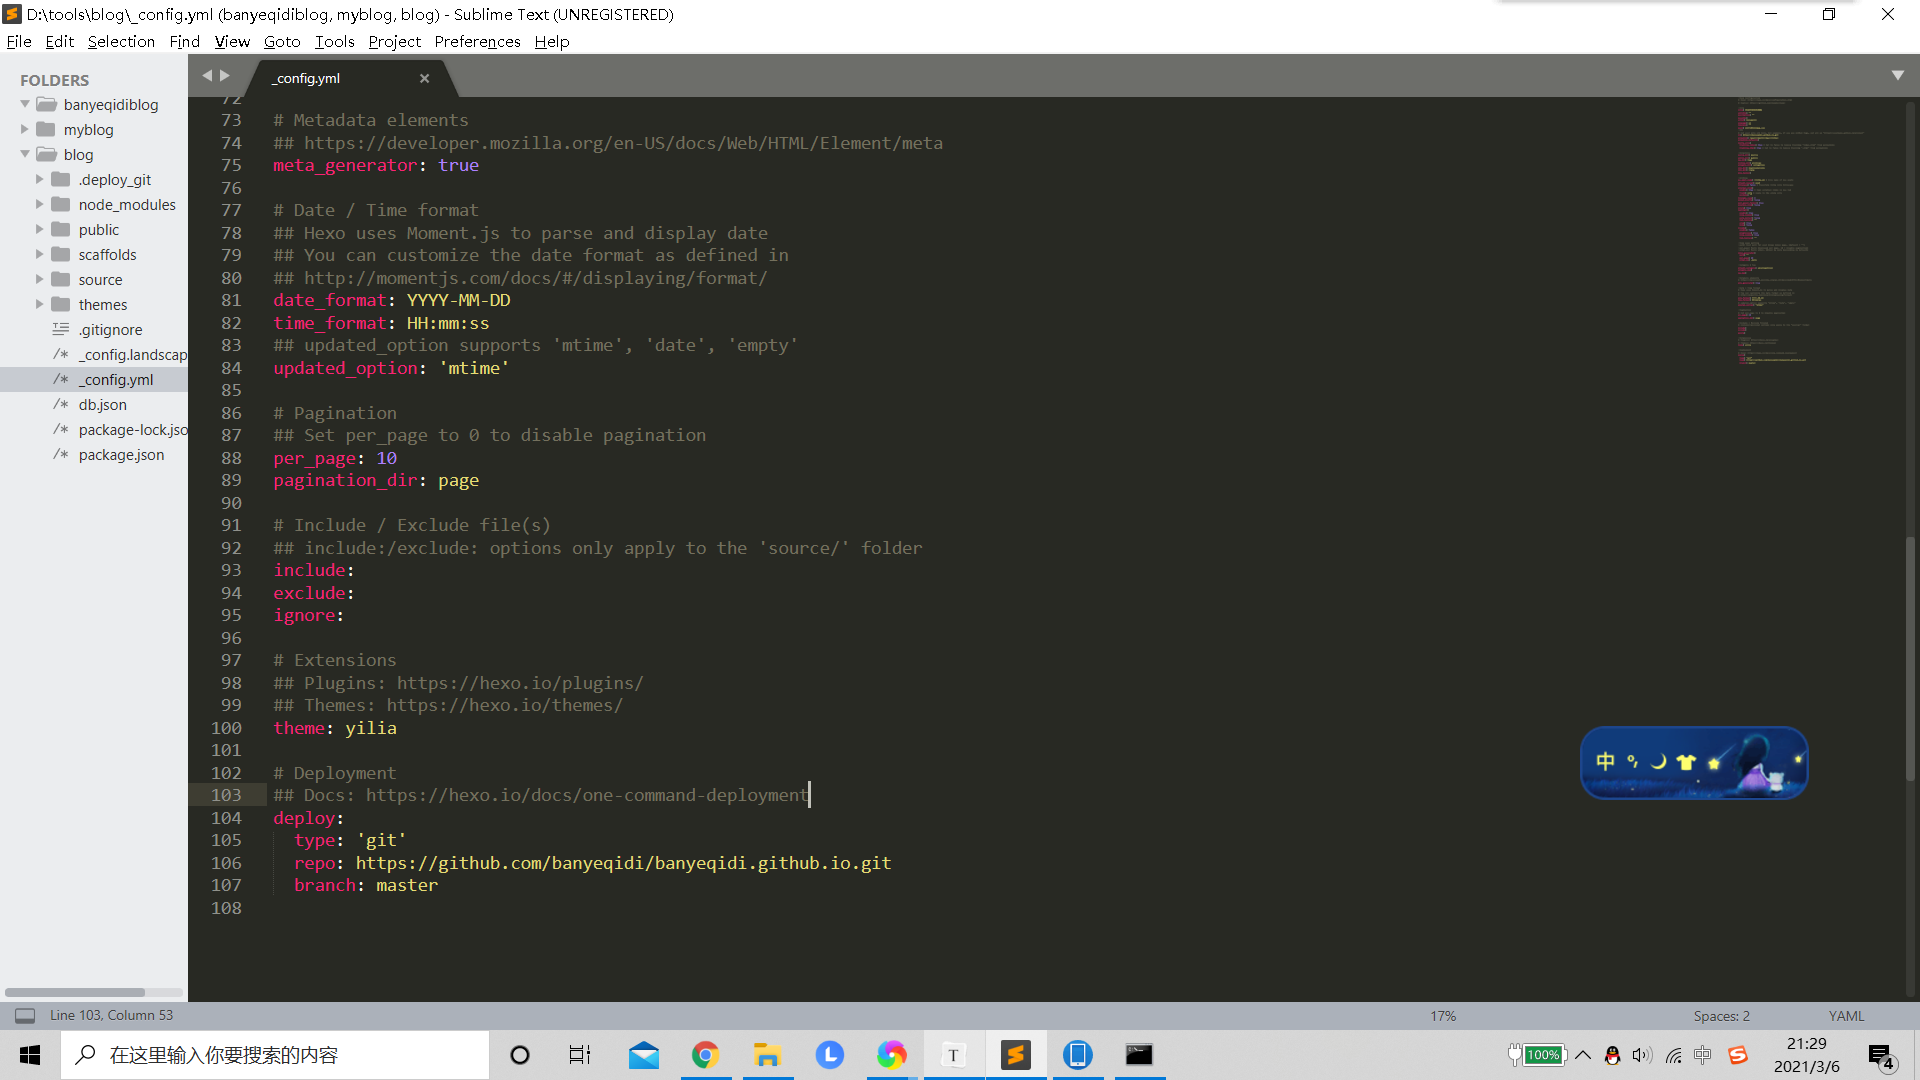 D:\tools\blog\_config.yml (banyeqidiblog, myblog, blog) - Sublime Text (UNREGISTERED)
File Edit Selection Find View Goto Tools Project Preferences Help
FOLDERS
banyeqidiblog
myblog
blog
.deploy_git
node_modules
public
scaffolds
source
themes
.gitignore
/* _config.landscap
/* _config.yml
/* db.json
/* package-lock.jso
/* package.json
_config.yml
72
73 # Metadata elements
74 ## https://developer.mozilla.org/en-US/docs/Web/HTML/Element/meta
75 meta_generator: true
76
77 # Date / Time format
78 ## Hexo uses Moment.js to parse and display date
79 ## You can customize the date format as defined in
80 ## http://momentjs.com/docs/#/displaying/format/
81 date_format: YYYY-MM-DD
82 time_format: HH:mm:ss
83 ## updated_option supports 'mtime', 'date', 'empty'
84 updated_option: 'mtime'
85
86 # Pagination
87 ## Set per_page to 0 to disable pagination
88 per_page: 10
89 pagination_dir: page
90
91 # Include / Exclude file(s)
92 ## include:/exclude: options only apply to the 'source/' folder
93 include:
94 exclude:
95 ignore:
96
97 # Extensions
98 ## Plugins: https://hexo.io/plugins/
99 ## Themes: https://hexo.io/themes/
100 theme: yilia
101
102 # Deployment
103 ## Docs: https://hexo.io/docs/one-command-deployment
104 deploy:
105 type: 'git'
106 repo: https://github.com/banyeqidi/banyeqidi.github.io.git
107 branch: master
108
中
Line 103, Column 53
17%
Spaces: 2
YAML
在这里输入你要搜索的内容
L
T
100%
中
21:29
2021/3/6
4